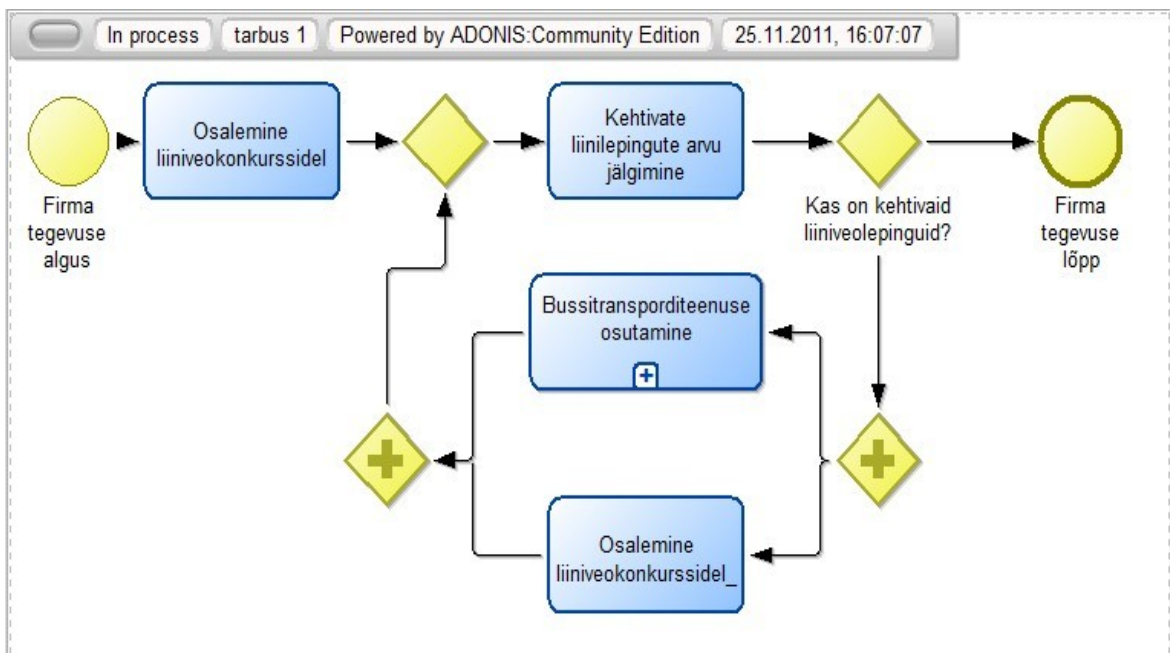 In process tarbus 1 Powered by ADONIS:Community Edition 25.11.2011, 16:07:07
Firma
tegevuse
algus
Osalemine
liiniveokonkurssidel
Kehtivate
liinilepingute arvu
jälgimine
Kas on kehtivaid
liiniveolepinguid?
Firma
tegevuse
lõpp
Bussitransporditeenuse
osutamine
Osalemine
liiniveokonkurssidel_